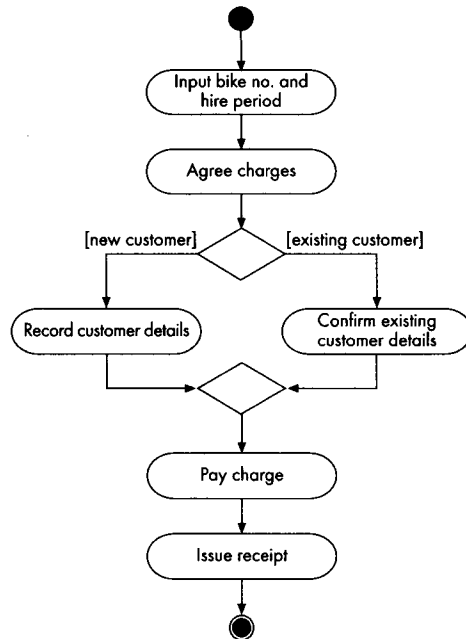 Input bike no. and
hire period
Agree charges
[new customer]
[existing customer]
Record customer details
Confirm existing
customer details
Pay charge
Issue receipt